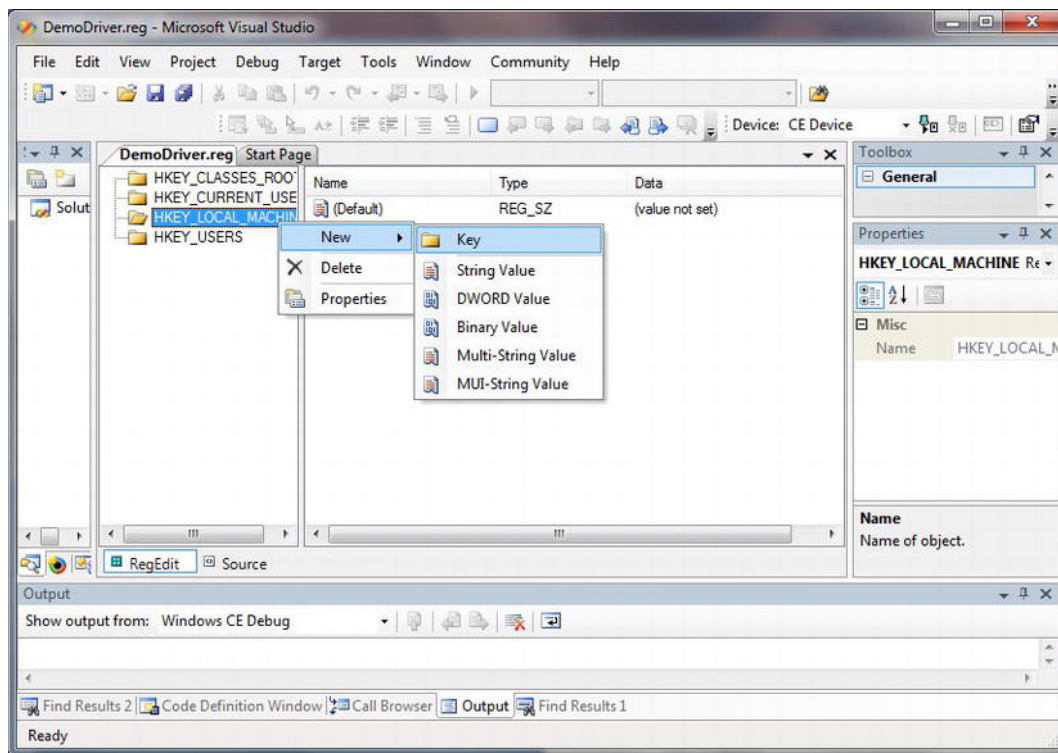 DemoDriver.reg - Microsoft Visual Studio
File Edit View Project Debug Target Tools Window Community Help
Device: CE Device
DemoDriver.reg Start Page
Toolbox
General
Solut
HKEY_CLASSES_ROO
HKEY_CURRENT_USE
HKEY_LOCAL_MACHIN
HKEY_USERS
Name Type Data
(Default) REG_SZ (value not set)
New
Delete
Properties
Key
String Value
DWORD Value
Binary Value
Multi-String Value
MUI-String Value
Properties
HKEY_LOCAL_MACHINE Re
Misc
Name HKEY_LOCAL_M
Name
Name of object.
RegEdit Source
Output
Show output from: Windows CE Debug
Find Results 2 Code Definition Window Call Browser Output Find Results 1
Ready